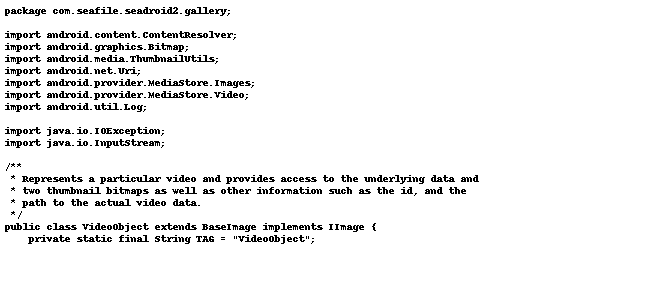 package com.seafile.seadroid2.gallery;

import android.content.ContentResolver;
import android.graphics.Bitmap;
import android.media.ThumbnailUtils;
import android.net.Uri;
import android.provider.MediaStore.Images;
import android.provider.MediaStore.Video;
import android.util.Log;

import java.io.IOException;
import java.io.InputStream;

/**
 * Represents a particular video and provides access to the underlying data and
 * two thumbnail bitmaps as well as other information such as the id, and the
 * path to the actual video data.
 */
public class VideoObject extends BaseImage implements IImage {
    private static final String TAG = "VideoObject";